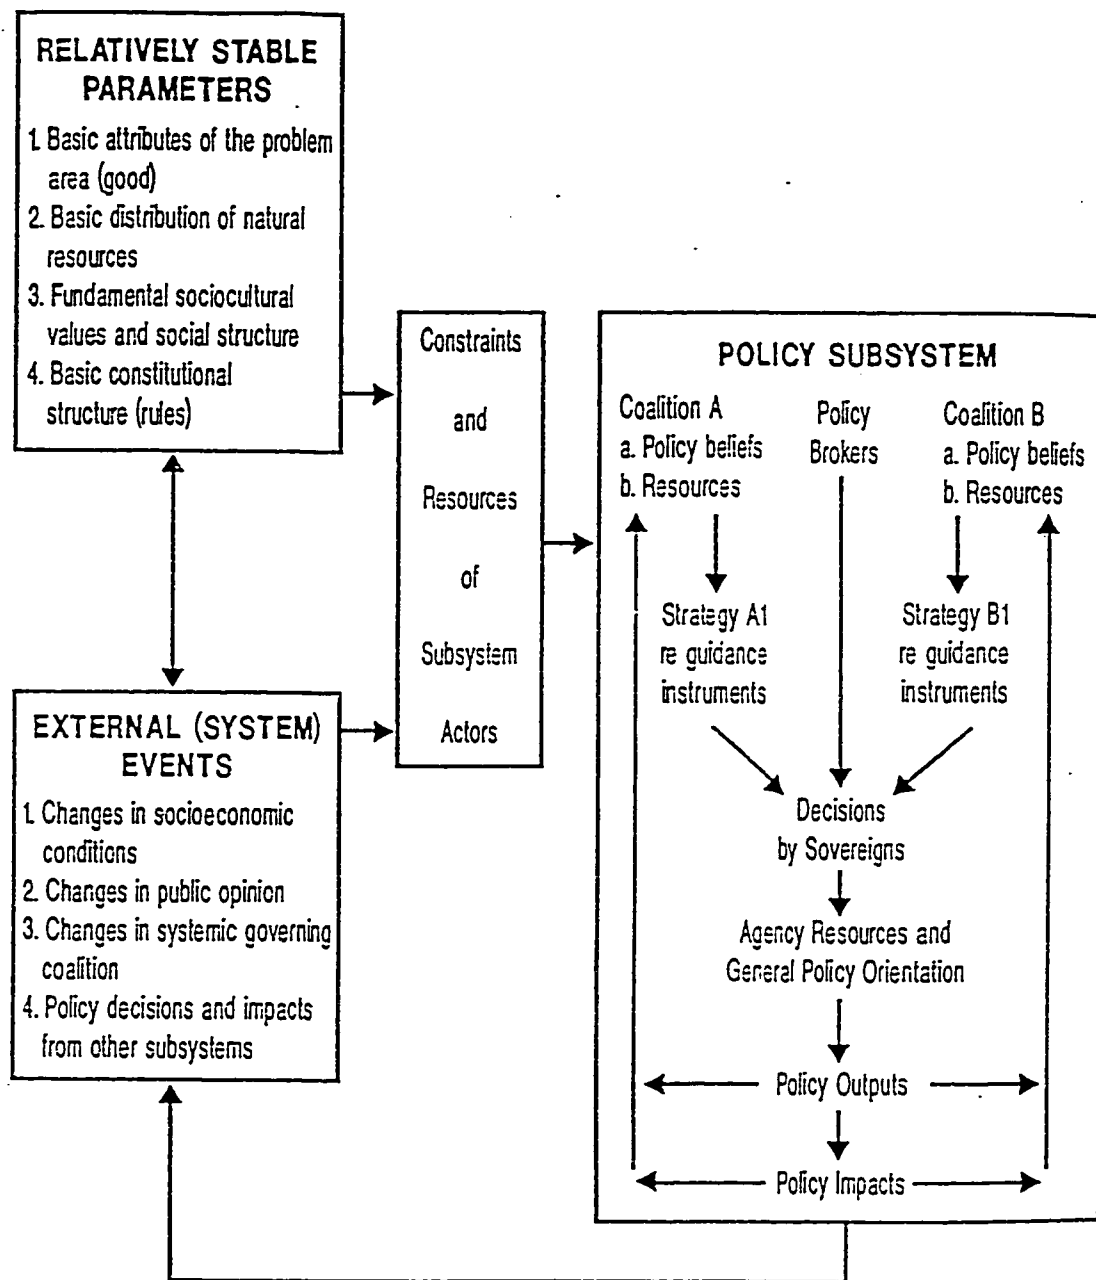 RELATIVELY STABLE
PARAMETERS
1. Basic attributes of the problem
area (good)
2. Basic distribution of natural
resources
3. Fundamental sociocultural
values and social structure
4. Basic constitutional
structure (rules)
EXTERNAL (SYSTEM)
EVENTS
1. Changes in socioeconomic
conditions
2. Changes in public opinion
3. Changes in systemic governing
coalition
4. Policy decisions and impacts
from other subsystems
Constraints
and
Resources
of
Subsystem
Actors
POLICY SUBSYSTEM
Coalition A
a. Policy beliefs
b. Resources
Policy
Brokers
Coalition B
a. Policy beliefs
b. Resources
Strategy A1
re guidance
instruments
Strategy B1
re guidance
instruments
Decisions
by Sovereigns
Agency Resources and
General Policy Orientation
Policy Outputs
Policy Impacts